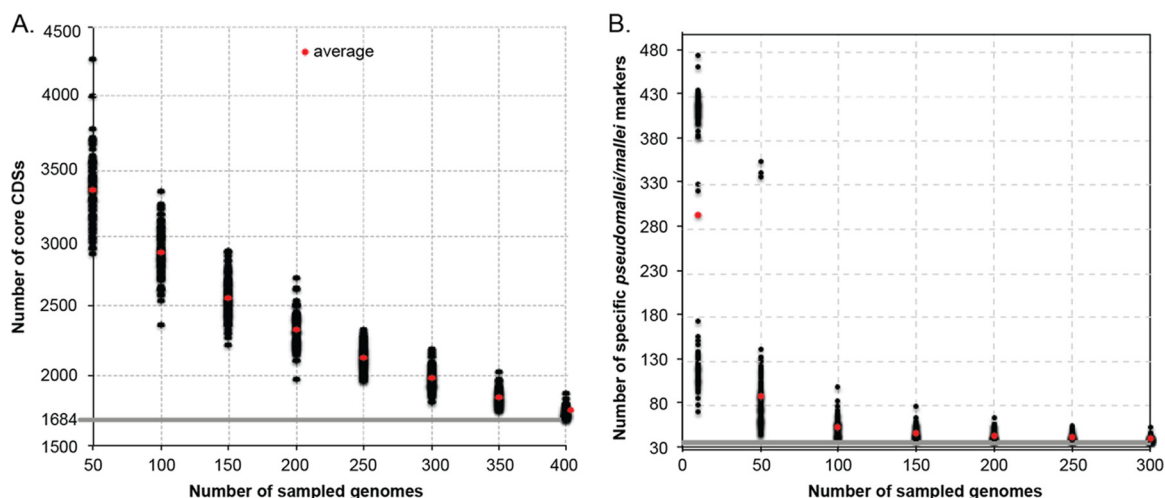 A.
average
Number of core CDSs
4500
4000
3500
3000
2500
2000
1684
1500
50 100 150 200 250 300 350 400
Number of sampled genomes
B.
Number of specific pseudomallei/mallei markers
480
430
380
330
280
230
180
130
80
30
0 50 100 150 200 250 300
Number of sampled genomes